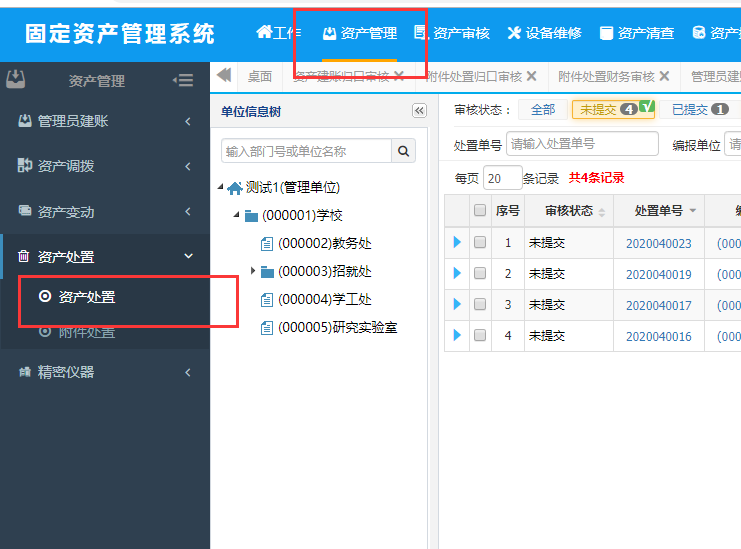 固定资产管理系统 工作 资产管理 资产审核 设备维修 资产清查
资产管理 桌面 资产建账归口审核 附件处置归口审核 附件处置财务审核 管理员建
管理员建账
资产调拨
资产变动
资产处置
资产处置
附件处置
精密仪器
单位信息树
输入部门号或单位名称
测试1(管理单位)
(000001)学校
(000002)教务处
(000003)招就处
(000004)学工处
(000005)研究实验室
审核状态： 全部 未提交 4 已提交 1
处置单号 请输入处置单号 编报单位 请
每页 20 条记录 共4条记录
序号 审核状态 处置单号
1 未提交 2020040023 (000
2 未提交 2020040019 (000
3 未提交 2020040017 (000
4 未提交 2020040016 (000